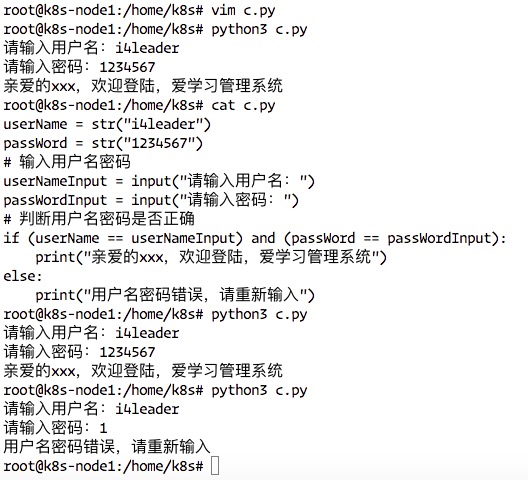 root@k8s-node1:/home/k8s# vim c.py
root@k8s-node1:/home/k8s# python3 c.py
请输入用户名：i4leader
请输入密码：1234567
亲爱的xxx，欢迎登陆，爱学习管理系统
root@k8s-node1:/home/k8s# cat c.py
userName = str("i4leader")
passWord = str("1234567")
# 输入用户名密码
userNameInput = input("请输入用户名：")
passWordInput = input("请输入密码：")
# 判断用户名密码是否正确
if (userName == userNameInput) and (passWord == passWordInput):
    print("亲爱的xxx，欢迎登陆，爱学习管理系统")
else:
    print("用户名密码错误，请重新输入")
root@k8s-node1:/home/k8s# python3 c.py
请输入用户名：i4leader
请输入密码：1234567
亲爱的xxx，欢迎登陆，爱学习管理系统
root@k8s-node1:/home/k8s# python3 c.py
请输入用户名：i4leader
请输入密码：1
用户名密码错误，请重新输入
root@k8s-node1:/home/k8s#